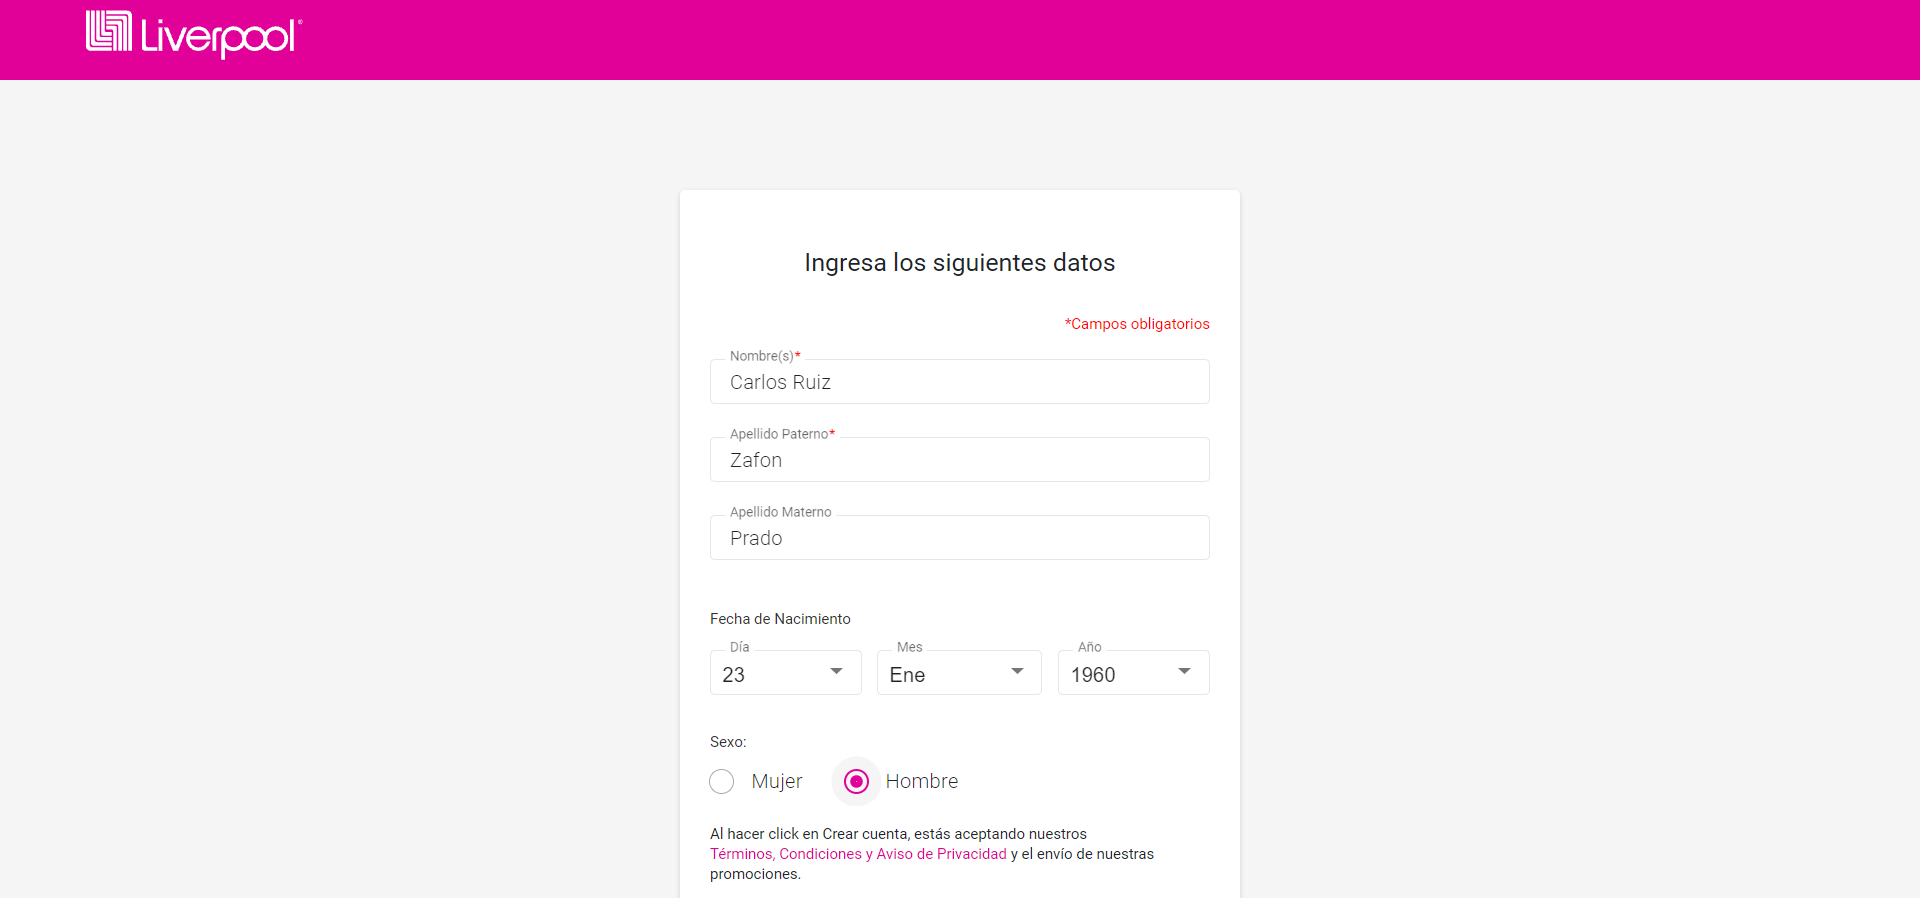 Liverpool®
Ingresa los siguientes datos
*Campos obligatorios
Nombre(s)*
Carlos Ruiz
Apellido Paterno*
Zafon
Apellido Materno
Prado
Fecha de Nacimiento
Día Mes Año
23 Ene 1960
Sexo:
Mujer Hombre
Al hacer click en Crear cuenta, estás aceptando nuestros
Términos, Condiciones y Aviso de Privacidad y el envío de nuestras
promociones.